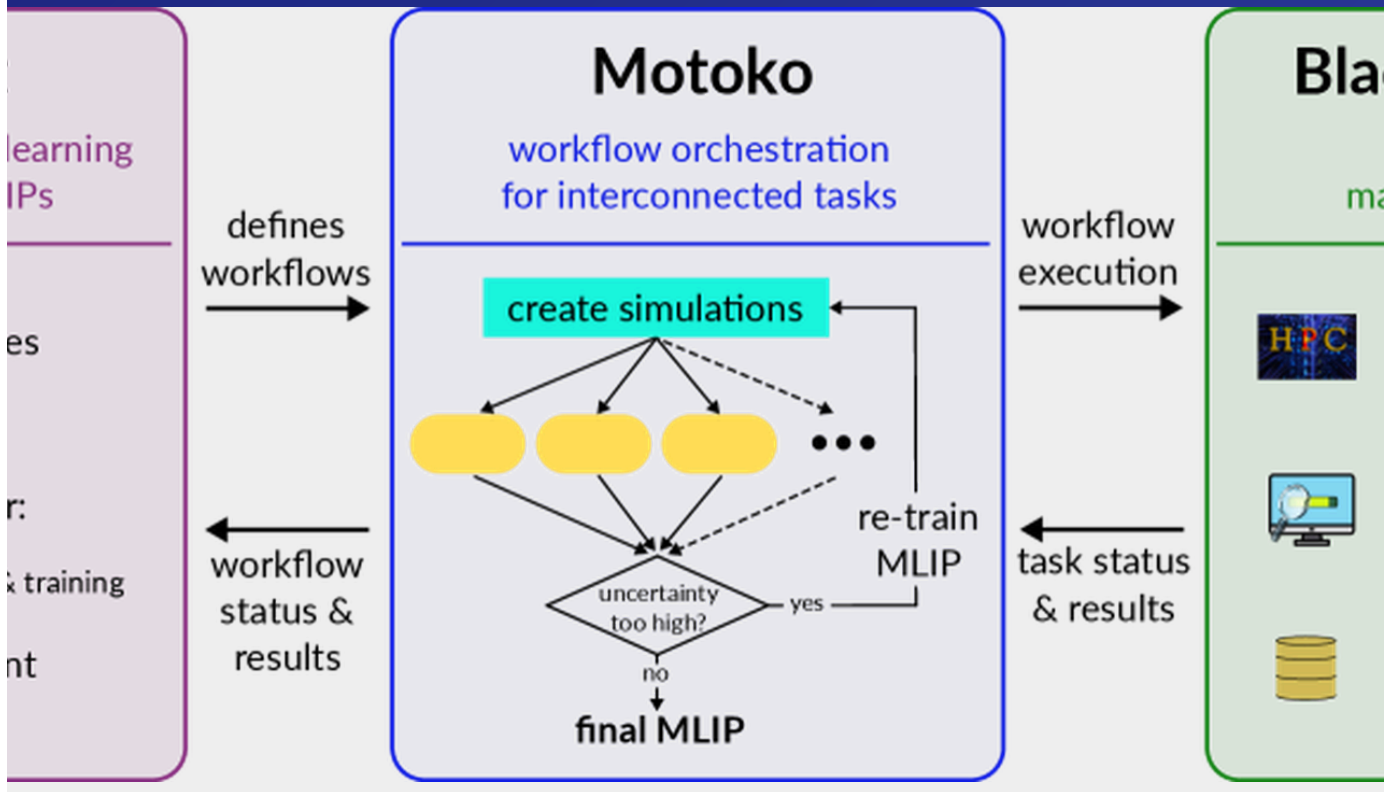 learning
IPs
es
r:
& training
nt
defines
workflows
workflow
status &
results
Motoko
workflow orchestration
for interconnected tasks
create simulations
re-train
MLIP
uncertainty
too high?
yes
no
final MLIP
workflow
execution
task status
& results
Bla
ma
HPC